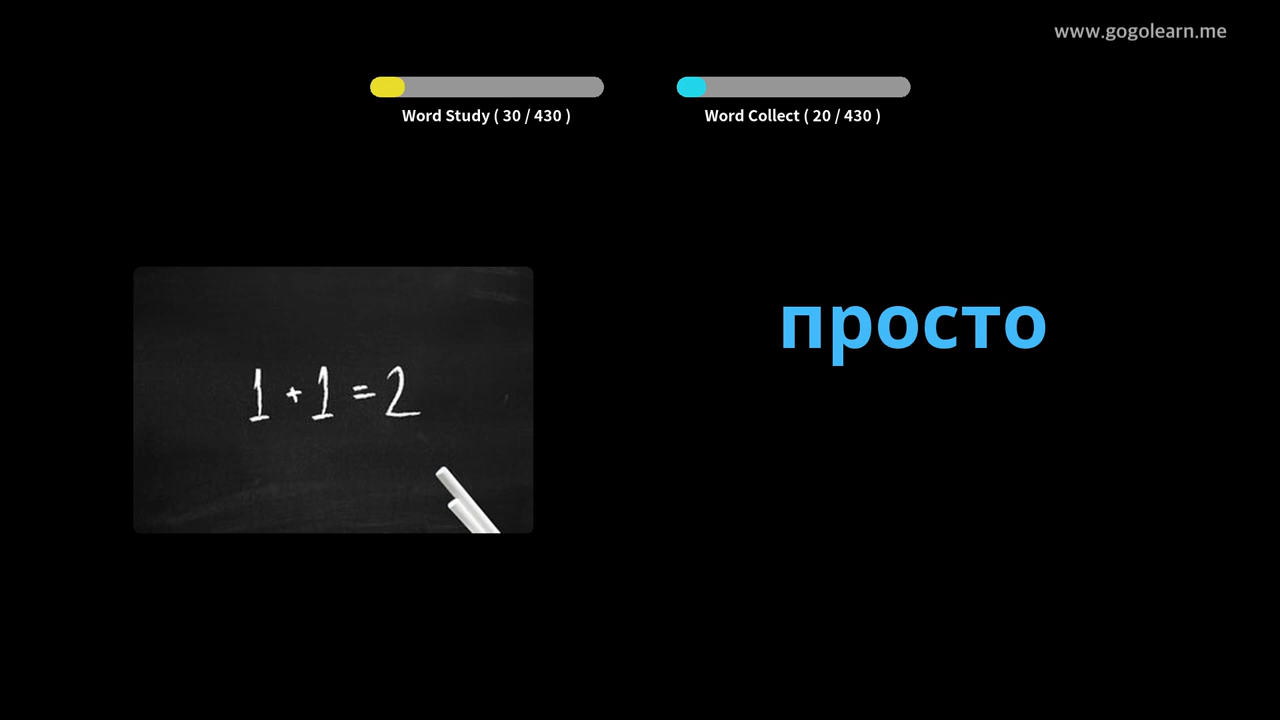 www.gogolearn.me
Word Study ( 30 / 430 )
Word Collect ( 20 / 430 )
1 + 1 = 2
просто